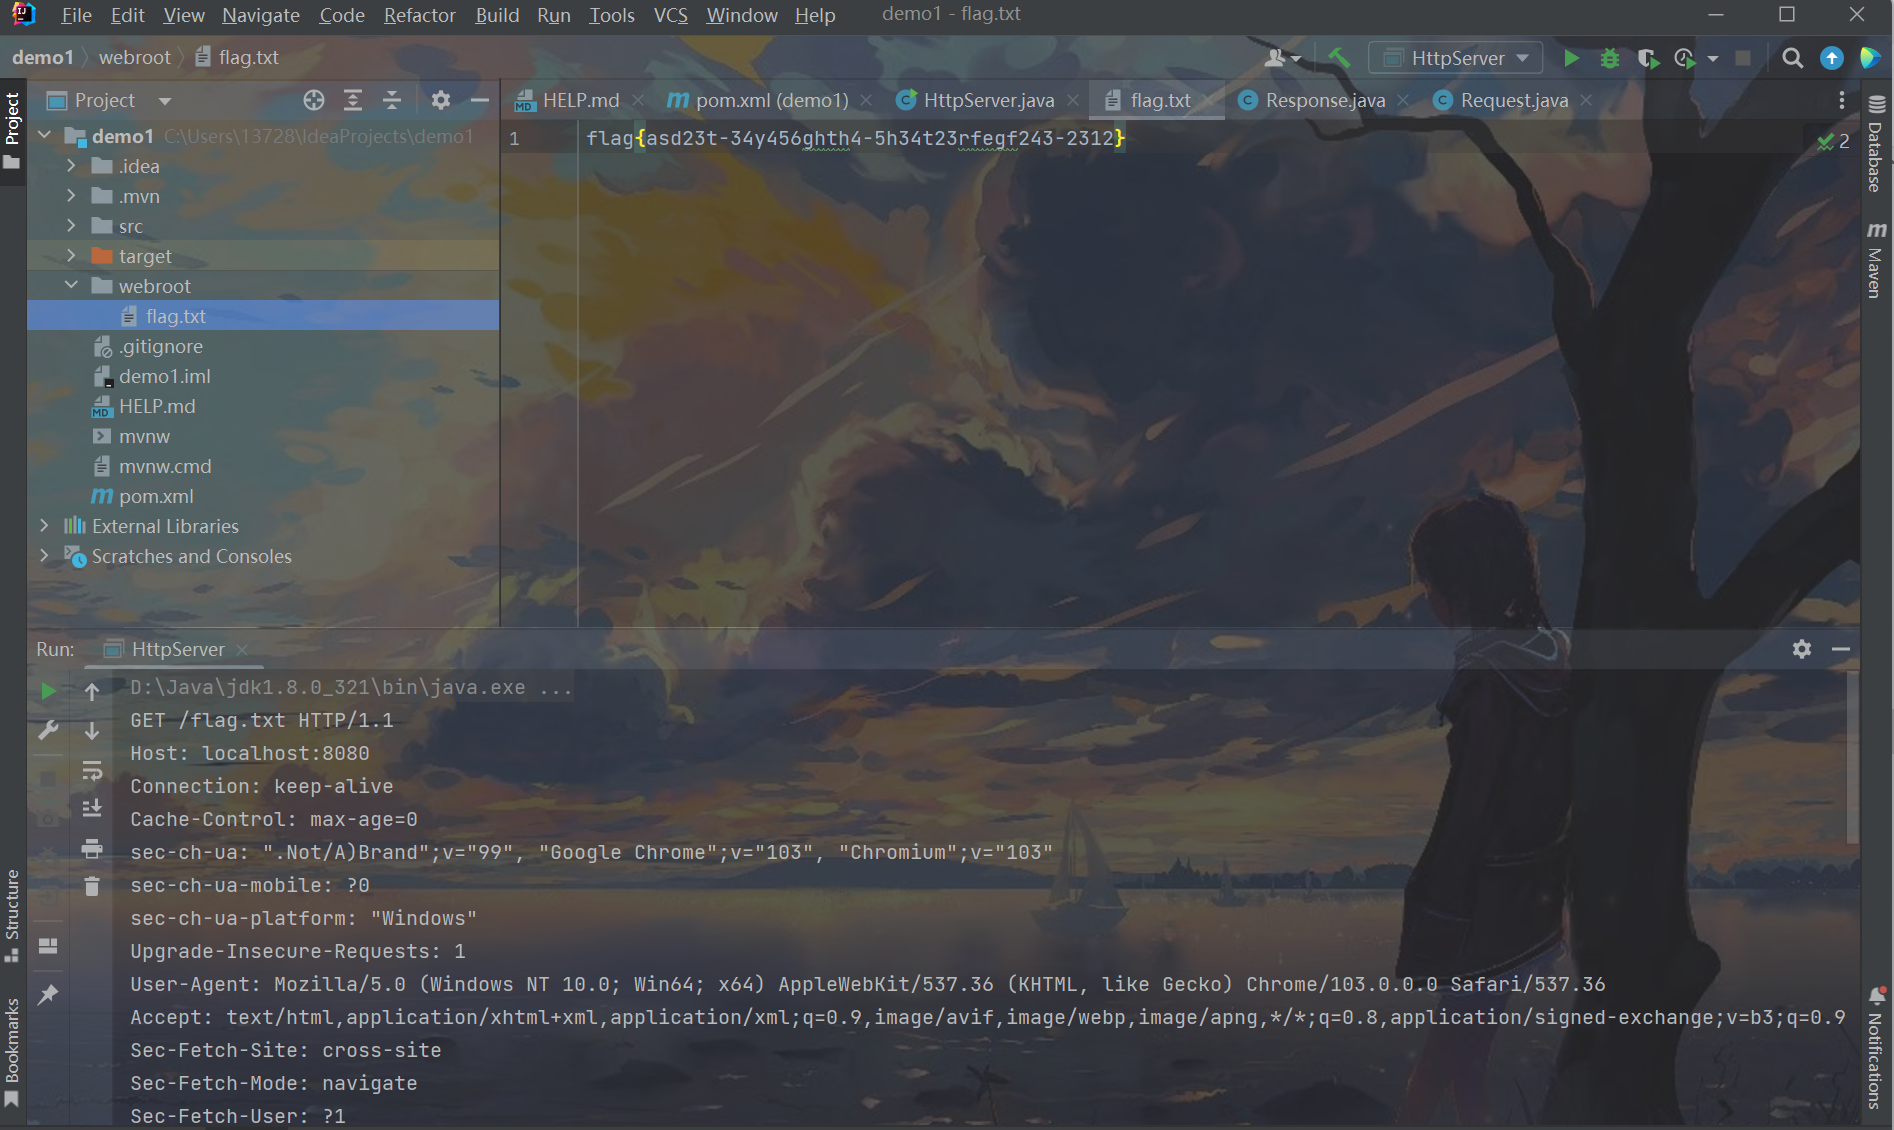 File Edit View Navigate Code Refactor Build Run Tools VCS Window Help demo1 - flag.txt
demo1 webroot flag.txt
HttpServer
Project
HELP.md pom.xml (demo1) HttpServer.java flag.txt Response.java Request.java
demo1 C:\Users\13728\IdeaProjects\demo1
.idea
.mvn
src
target
webroot
flag.txt
.gitignore
demo1.iml
HELP.md
mvnw
mvnw.cmd
pom.xml
External Libraries
Scratches and Consoles
1 flag{asd23t-34y456ghth4-5h34t23rfegf243-2312}
2
Project
Structure
Bookmarks
Database
Maven
Notifications
Run: HttpServer
D:\Java\jdk1.8.0_321\bin\java.exe ...
GET /flag.txt HTTP/1.1
Host: localhost:8080
Connection: keep-alive
Cache-Control: max-age=0
sec-ch-ua: ".Not/A)Brand";v="99", "Google Chrome";v="103", "Chromium";v="103"
sec-ch-ua-mobile: ?0
sec-ch-ua-platform: "Windows"
Upgrade-Insecure-Requests: 1
User-Agent: Mozilla/5.0 (Windows NT 10.0; Win64; x64) AppleWebKit/537.36 (KHTML, like Gecko) Chrome/103.0.0.0 Safari/537.36
Accept: text/html,application/xhtml+xml,application/xml;q=0.9,image/avif,image/webp,image/apng,*/*;q=0.8,application/signed-exchange;v=b3;q=0.9
Sec-Fetch-Site: cross-site
Sec-Fetch-Mode: navigate
Sec-Fetch-User: ?1